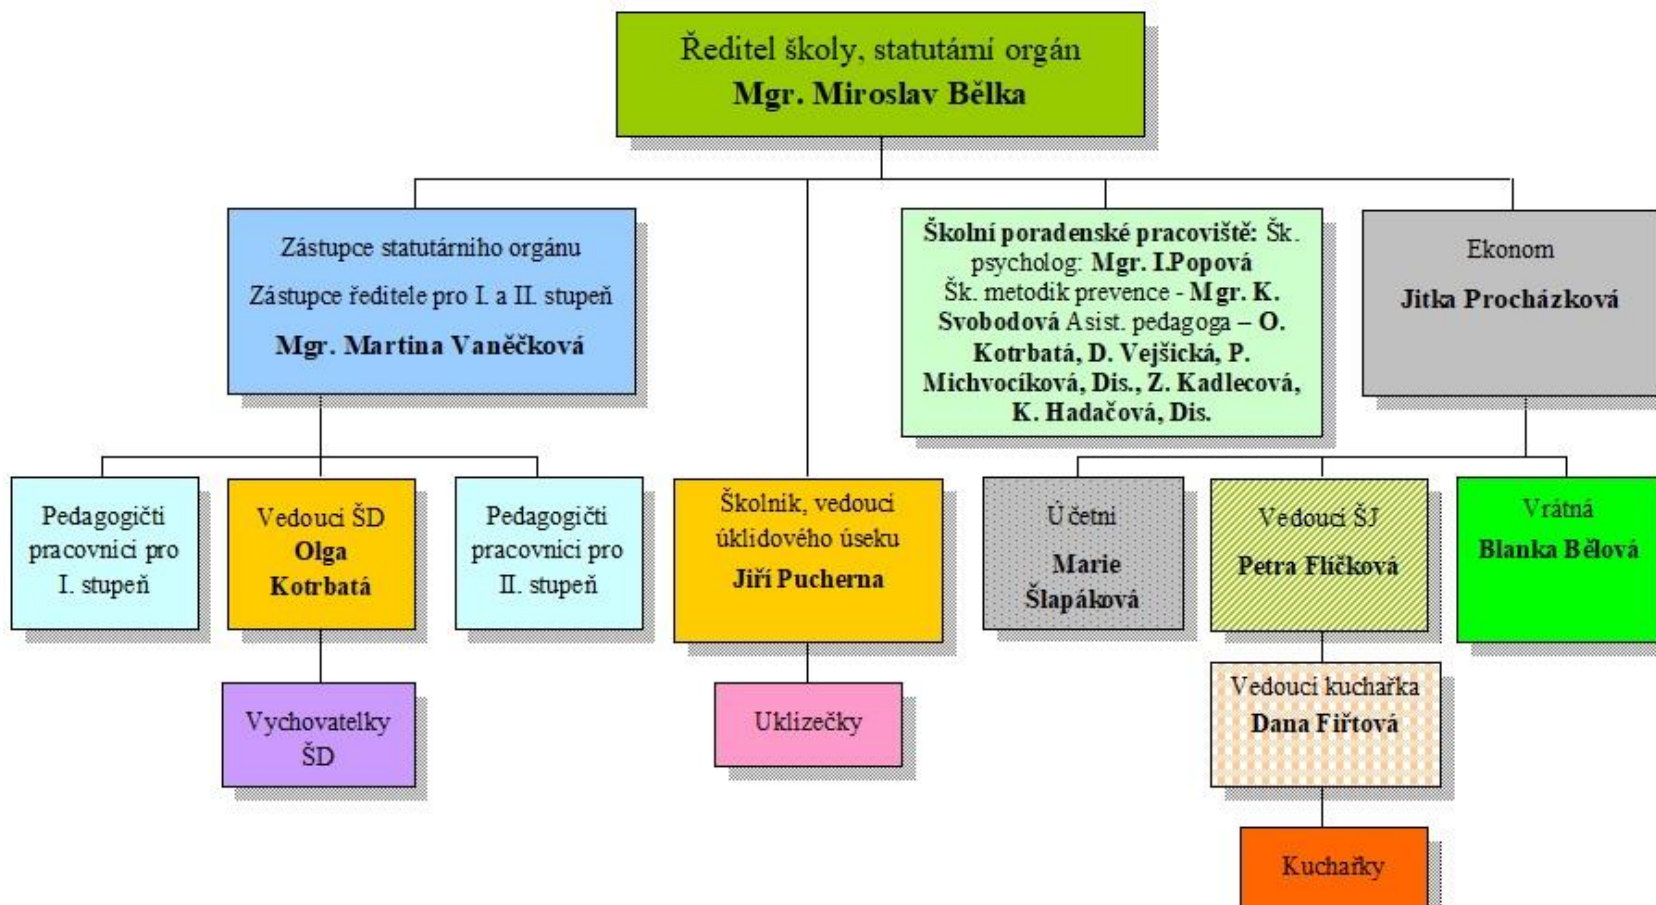 Ředitel školy, statutární orgán
Mgr. Miroslav Bělka
Zástupce statutárního orgánu
Zástupce ředitele pro I. a II. stupeň
Mgr. Martina Vaněčková
Školní poradenské pracoviště: Šk.
psycholog: Mgr. I.Popová
Šk. metodik prevence - Mgr. K.
Svobodová Asist. pedagoga – O.
Kotrbatá, D. Vejšická, P.
Michvocíková, Dis., Z. Kadlecová,
K. Hadačová, Dis.
Ekonom
Jitka Procházková
Pedagogičtí
pracovníci pro
I. stupeň
Vedoucí ŠD
Olga
Kotrbatá
Pedagogičtí
pracovníci pro
II. stupeň
Školník, vedoucí
úklidového úseku
Jiří Pucherna
Účetní
Marie
Šlapáková
Vedoucí ŠJ
Petra Flíčková
Vrátná
Blanka Bělová
Vychovatelky
ŠD
Uklízečky
Vedoucí kuchařka
Dana Fiřtová
Kuchařky